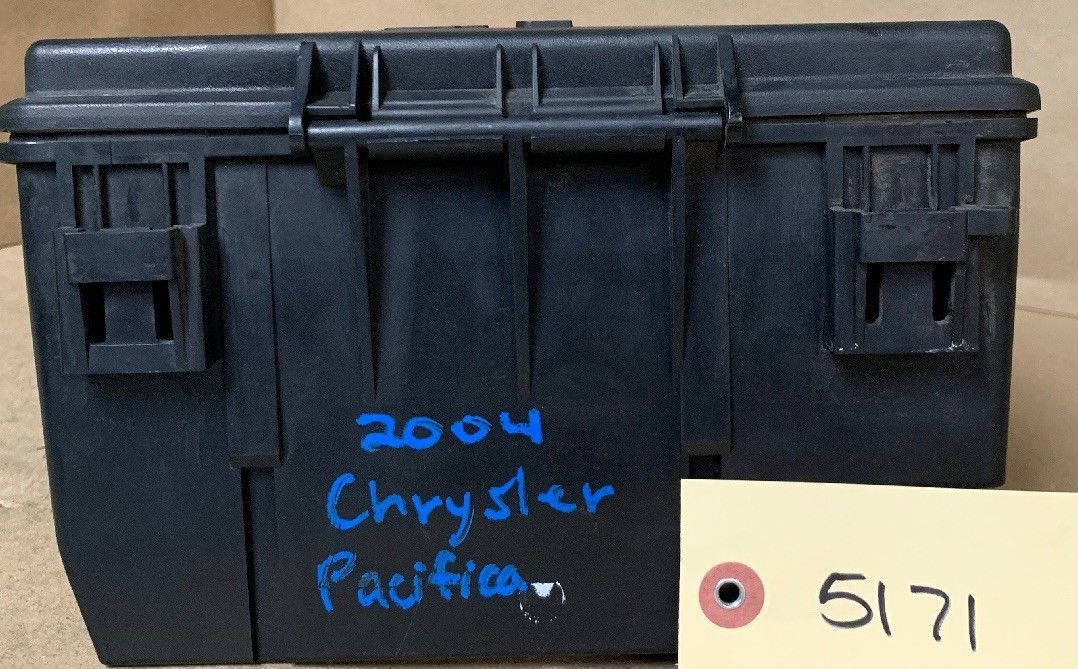 2004
Chrysler
Pacifica
5171